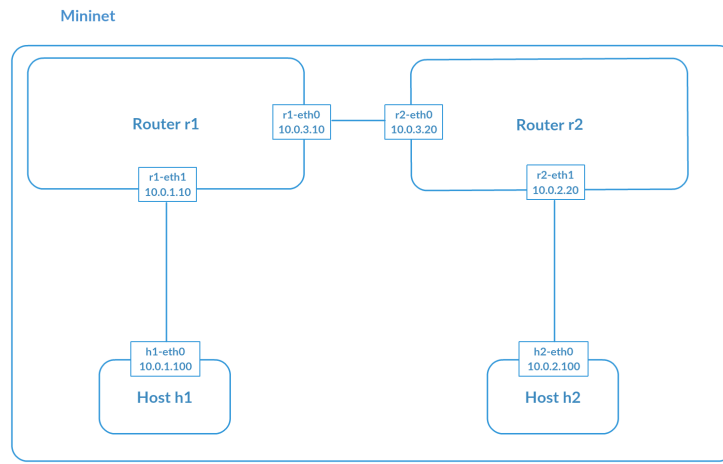 Mininet
Router r1
r1-eth0
10.0.3.10
r2-eth0
10.0.3.20
Router r2
r1-eth1
10.0.1.10
r2-eth1
10.0.2.20
h1-eth0
10.0.1.100
Host h1
h2-eth0
10.0.2.100
Host h2